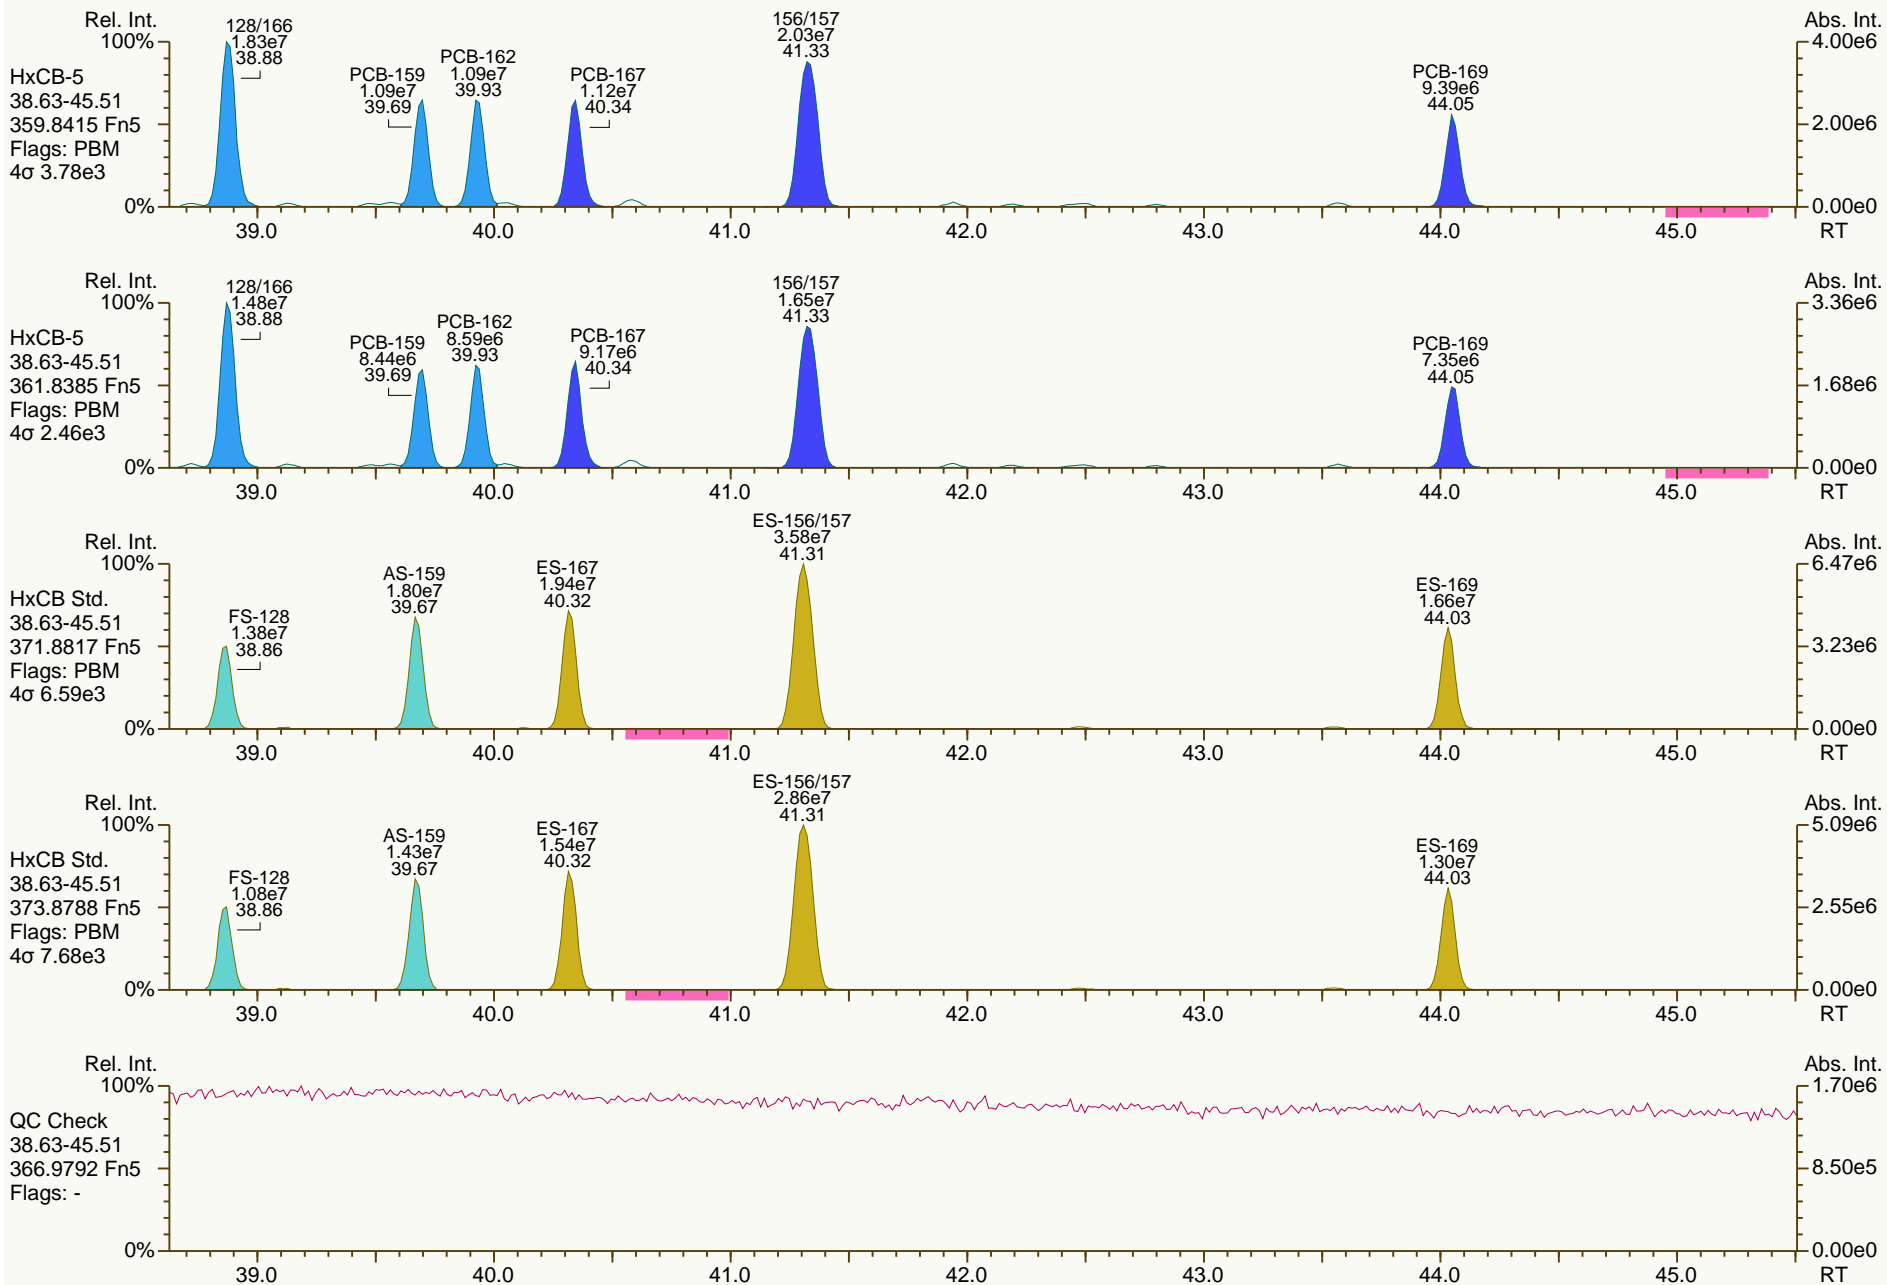 Rel. Int.
Abs. Int.
100%
0%
HxCB-5
38.63-45.51
359.8415 Fn5
Flags: PBM
4σ 3.78e3
128/166
1.83e7
38.88
PCB-159
1.09e7
39.69
PCB-162
1.09e7
39.93
PCB-167
1.12e7
40.34
156/157
2.03e7
41.33
PCB-169
9.39e6
44.05
4.00e6
2.00e6
0.00e0
39.0 40.0 41.0 42.0 43.0 44.0 45.0 RT
Rel. Int.
Abs. Int.
100%
0%
HxCB-5
38.63-45.51
361.8385 Fn5
Flags: PBM
4σ 2.46e3
128/166
1.48e7
38.88
PCB-159
8.44e6
39.69
PCB-162
8.59e6
39.93
PCB-167
9.17e6
40.34
156/157
1.65e7
41.33
PCB-169
7.35e6
44.05
3.36e6
1.68e6
0.00e0
39.0 40.0 41.0 42.0 43.0 44.0 45.0 RT
Rel. Int.
Abs. Int.
100%
0%
HxCB Std.
38.63-45.51
371.8817 Fn5
Flags: PBM
4σ 6.59e3
FS-128
1.38e7
38.86
AS-159
1.80e7
39.67
ES-167
1.94e7
40.32
ES-156/157
3.58e7
41.31
ES-169
1.66e7
44.03
6.47e6
3.23e6
0.00e0
39.0 40.0 41.0 42.0 43.0 44.0 45.0 RT
Rel. Int.
Abs. Int.
100%
0%
HxCB Std.
38.63-45.51
373.8788 Fn5
Flags: PBM
4σ 7.68e3
FS-128
1.08e7
38.86
AS-159
1.43e7
39.67
ES-167
1.54e7
40.32
ES-156/157
2.86e7
41.31
ES-169
1.30e7
44.03
5.09e6
2.55e6
0.00e0
39.0 40.0 41.0 42.0 43.0 44.0 45.0 RT
Rel. Int.
Abs. Int.
100%
0%
QC Check
38.63-45.51
366.9792 Fn5
Flags: -
1.70e6
8.50e5
0.00e0
39.0 40.0 41.0 42.0 43.0 44.0 45.0 RT